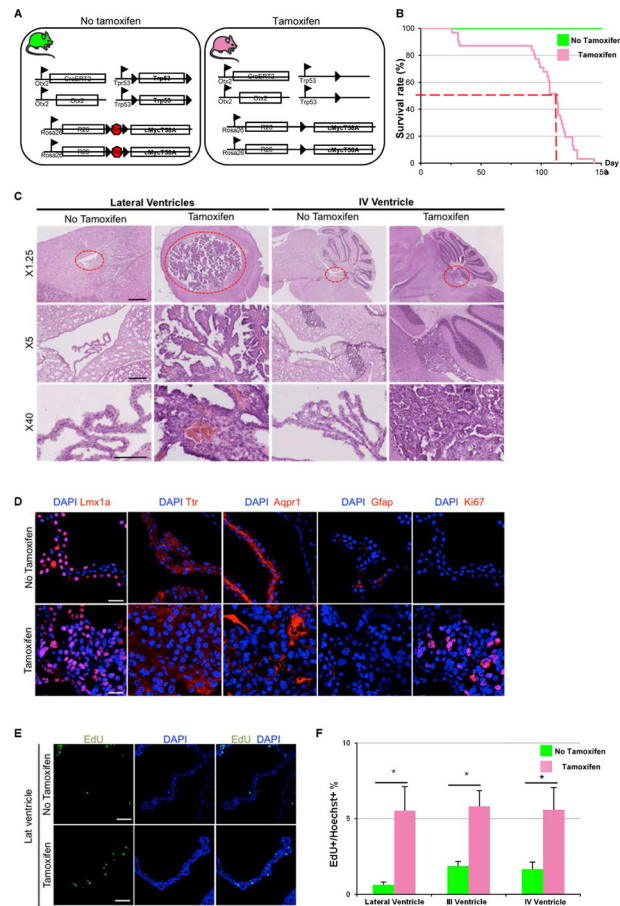 A
No tamoxifen
Tamoxifen
CreERT2
Trp53
Otx2
Trp53
Otx2
Trp53
Otx2
Trp53
R26
cMycT58A
Rosa26
R26
cMycT58A
Rosa26
CreERT2
Otx2
Trp53
Otx2
Otx2
Trp53
R26
cMycT58A
Rosa26
R26
cMycT58A
Rosa26
B
No Tamoxifen
Tamoxifen
Survival rate (%)
100
80
60
40
20
0
0
50
100
150
Day
s
C
Lateral Ventricles
IV Ventricle
No Tamoxifen
Tamoxifen
No Tamoxifen
Tamoxifen
X1.25
X5
X40
D
DAPI Lmx1a
DAPI Ttr
DAPI Aqpr1
DAPI Gfap
DAPI Ki67
No Tamoxifen
Tamoxifen
E
EdU
DAPI
EdU DAPI
Lat ventricle
No Tamoxifen
Tamoxifen
F
No Tamoxifen
Tamoxifen
EdU+/Hoechst+ %
10
5
0
*
*
*
Lateral Ventricle
III Ventricle
IV Ventricle